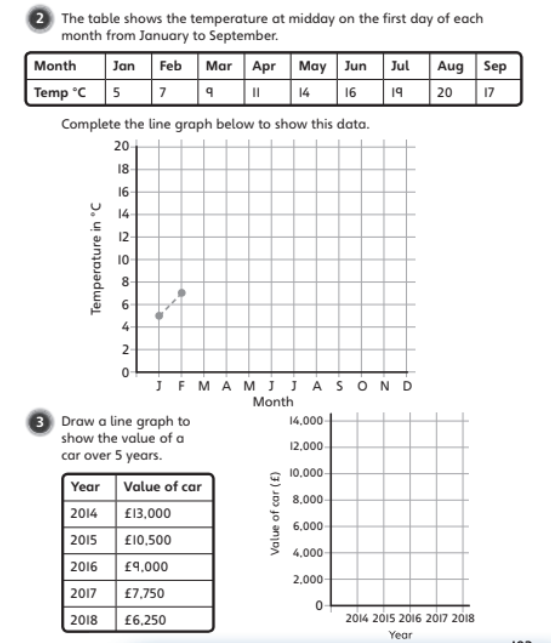 2 The table shows the temperature at midday on the first day of each
month from January to September.
Month Jan Feb Mar Apr May Jun Jul Aug Sep
Temp °C 5 7 9 11 14 16 19 20 17
Complete the line graph below to show this data.
20
18
16
14
12
10
8
6
4
2
0
Temperature in °C
J F M A M J J A S O N D
Month
3 Draw a line graph to
show the value of a
car over 5 years.
Year Value of car
2014 £13,000
2015 £10,500
2016 £9,000
2017 £7,750
2018 £6,250
14,000
12,000
10,000
8,000
6,000
4,000
2,000
0
Value of car (£)
2014 2015 2016 2017 2018
Year